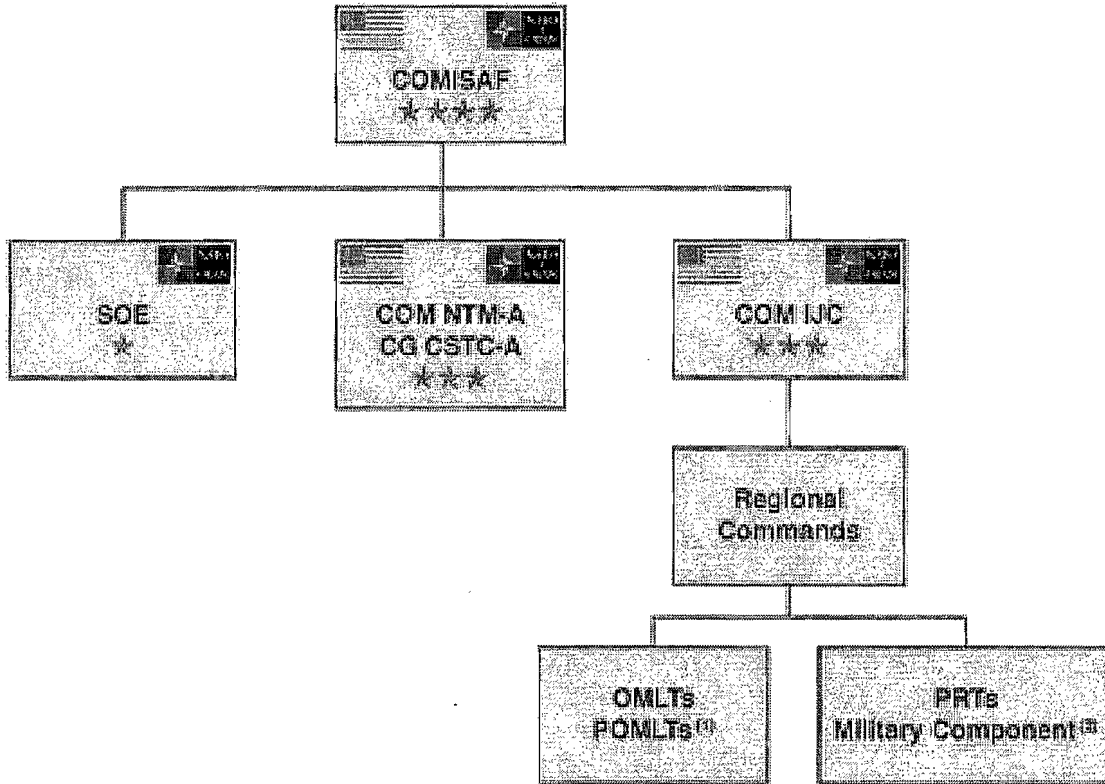 COMISAF
SOE
COM NTM-A
CG CSTC-A
COM IJC
Regional
Commands
OMLTs
POMLTs (1)
PRTs
Military Component (2)